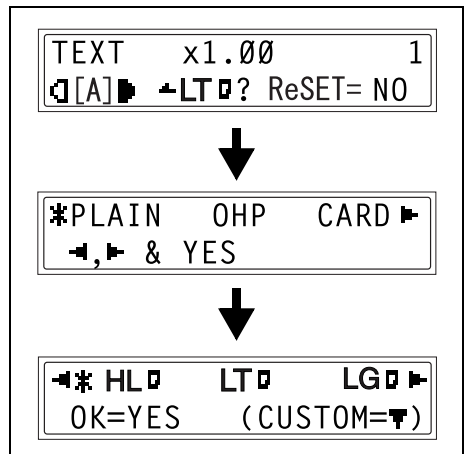 TEXT x1.00 1
[A] LT? ReSET= NO
*PLAIN OHP CARD ►
◄,► & YES
◄* HL LT LG ►
OK=YES (CUSTOM=▼)